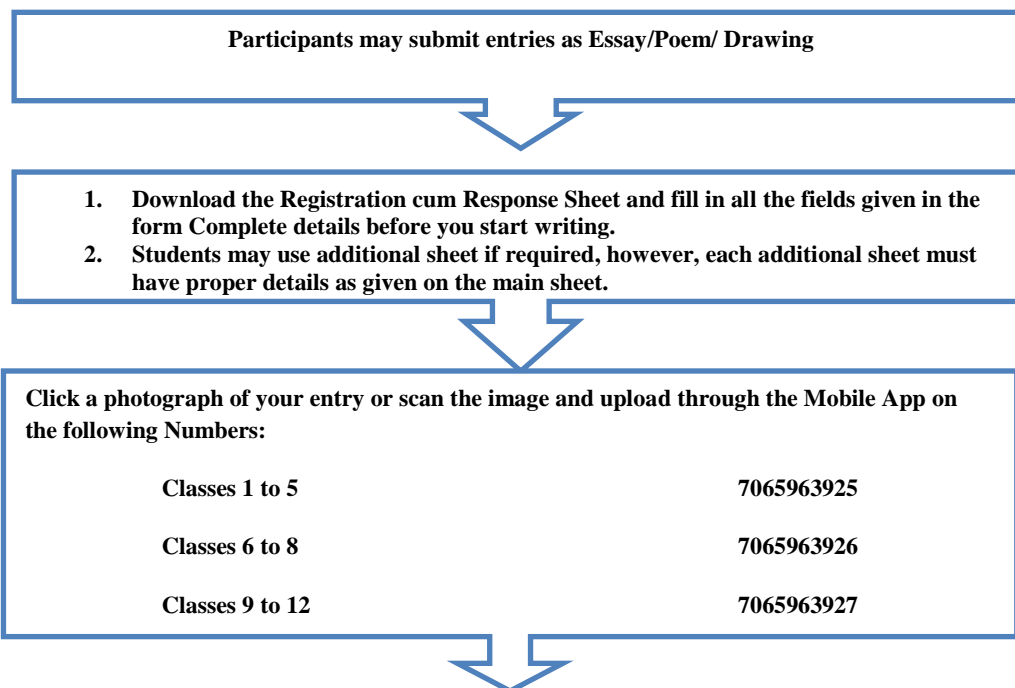 Participants may submit entries as Essay/Poem/ Drawing
1. Download the Registration cum Response Sheet and fill in all the fields given in the
form Complete details before you start writing.
2. Students may use additional sheet if required, however, each additional sheet must
have proper details as given on the main sheet.
Click a photograph of your entry or scan the image and upload through the Mobile App on
the following Numbers:
Classes 1 to 5 7065963925
Classes 6 to 8 7065963926
Classes 9 to 12 7065963927